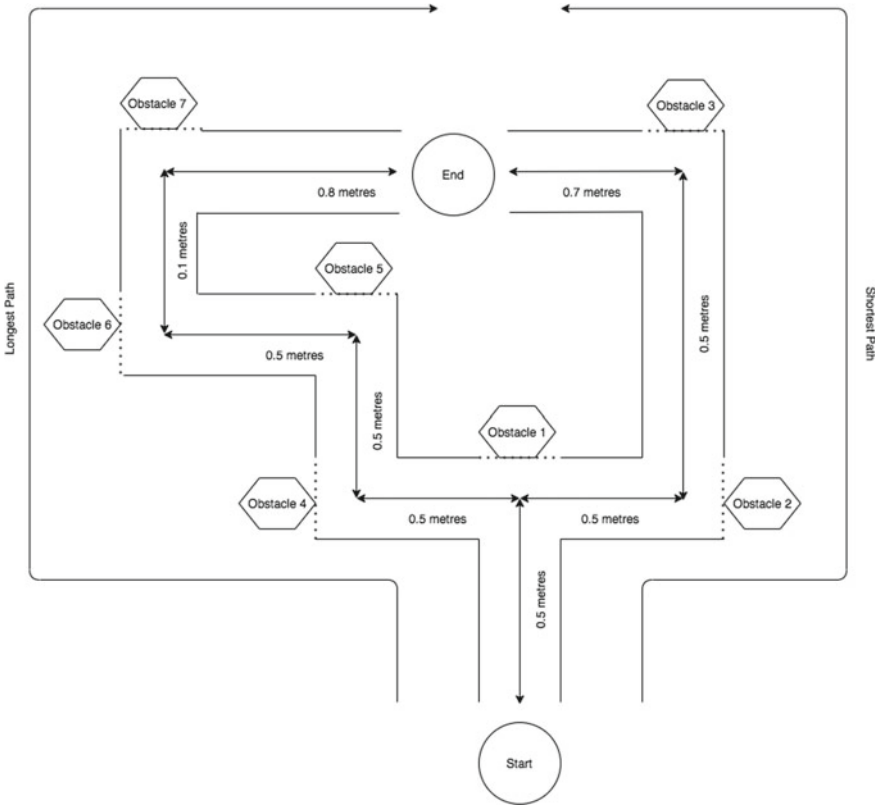 Obstacle 7
Obstacle 3
End
0.8 metres
0.7 metres
0.1 metres
Obstacle 5
Longest Path
Shortest Path
Obstacle 6
0.5 metres
0.5 metres
0.5 metres
Obstacle 1
Obstacle 4
Obstacle 2
0.5 metres
0.5 metres
0.5 metres
Start